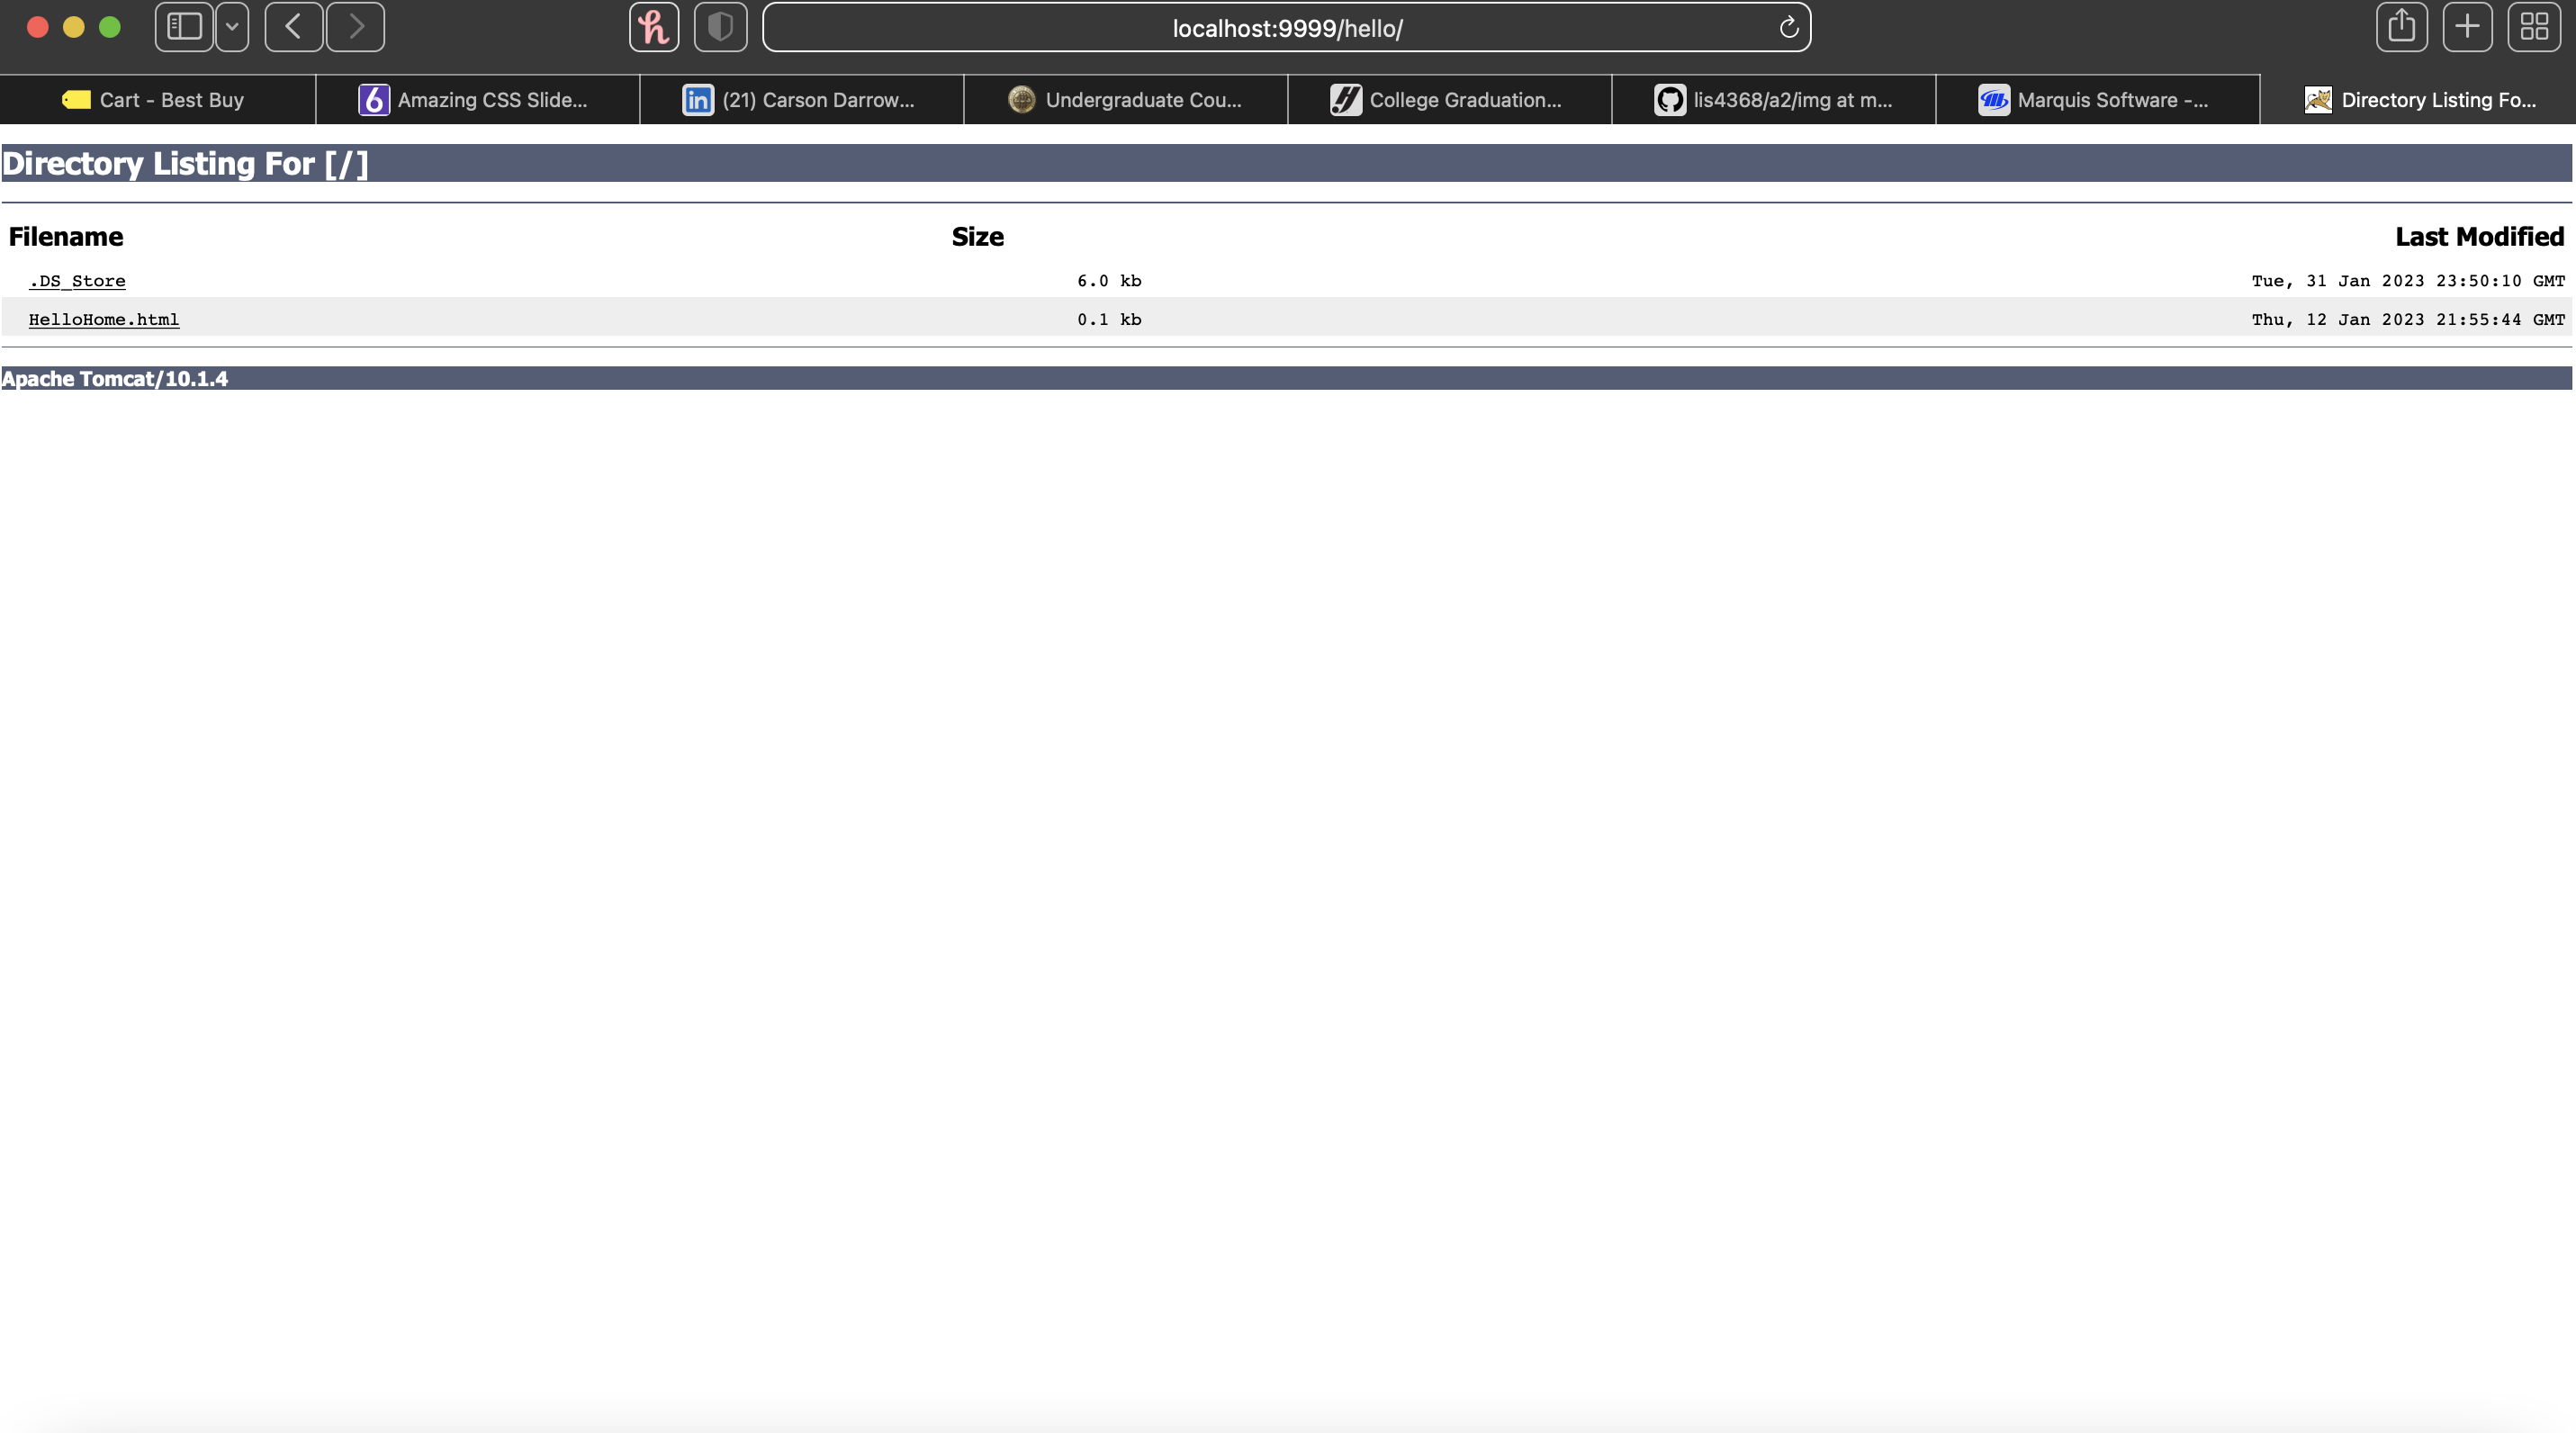 localhost:9999/hello/
Cart - Best Buy
Amazing CSS Slide...
(21) Carson Darrow...
Undergraduate Cou...
College Graduation...
lis4368/a2/img at m...
Marquis Software -...
Directory Listing Fo...
Directory Listing For [/]
Filename Size Last Modified
.DS_Store 6.0 kb Tue, 31 Jan 2023 23:50:10 GMT
HelloHome.html 0.1 kb Thu, 12 Jan 2023 21:55:44 GMT
Apache Tomcat/10.1.4